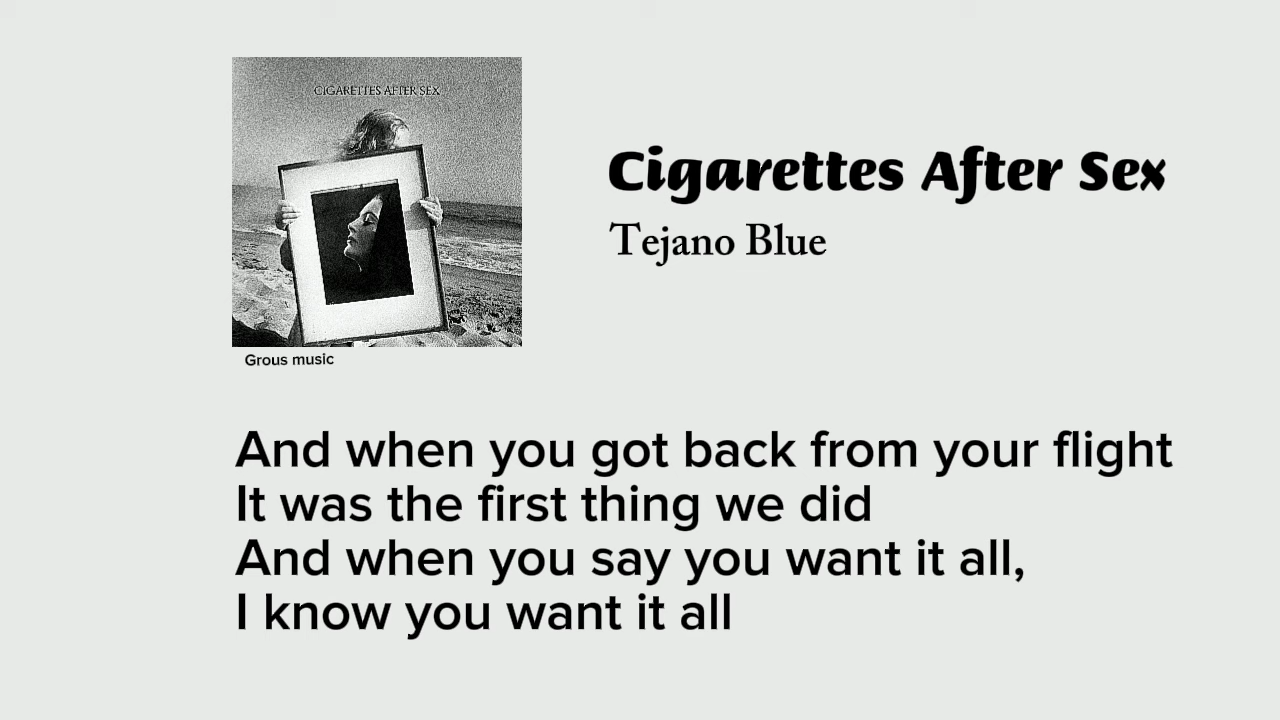 CIGARETTES AFTER SEX
Cigarettes After Sex
Tejano Blue
Grous music
And when you got back from your flight
It was the first thing we did
And when you say you want it all,
I know you want it all